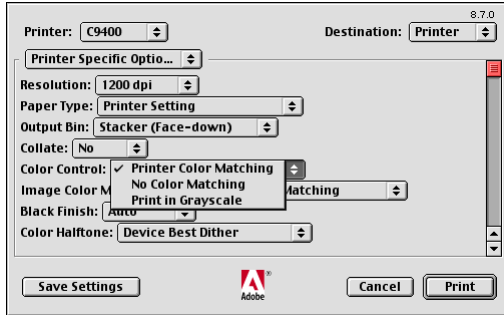 8.7.0
Printer: C9400 Destination: Printer
Printer Specific Optio...
Resolution: 1200 dpi
Paper Type: Printer Setting
Output Bin: Stacker (Face-down)
Collate: No
Color Control: ✓ Printer Color Matching
No Color Matching
Image Color M Matching
Print in Grayscale
Black Finish: Auto
Color Halftone: Device Best Dither
Save Settings Adobe Cancel Print